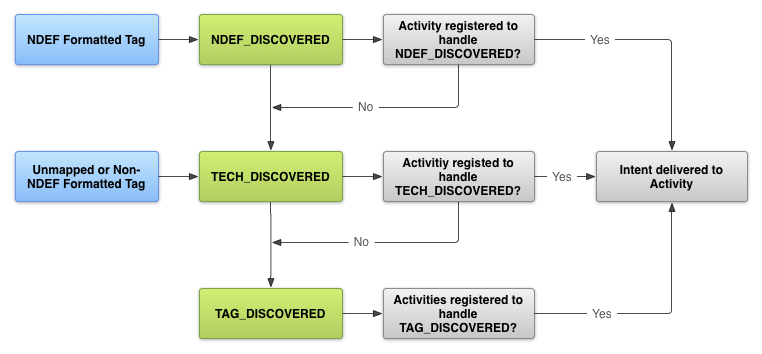 NDEF Formatted Tag
NDEF_DISCOVERED
Activity registered to
handle
NDEF_DISCOVERED?
Yes
No
Unmapped or Non-
NDEF Formatted Tag
TECH_DISCOVERED
Activitiy registed to
handle
TECH_DISCOVERED?
Yes
Intent delivered to
Activity
No
TAG_DISCOVERED
Activities registered to
handle
TAG_DISCOVERED?
Yes